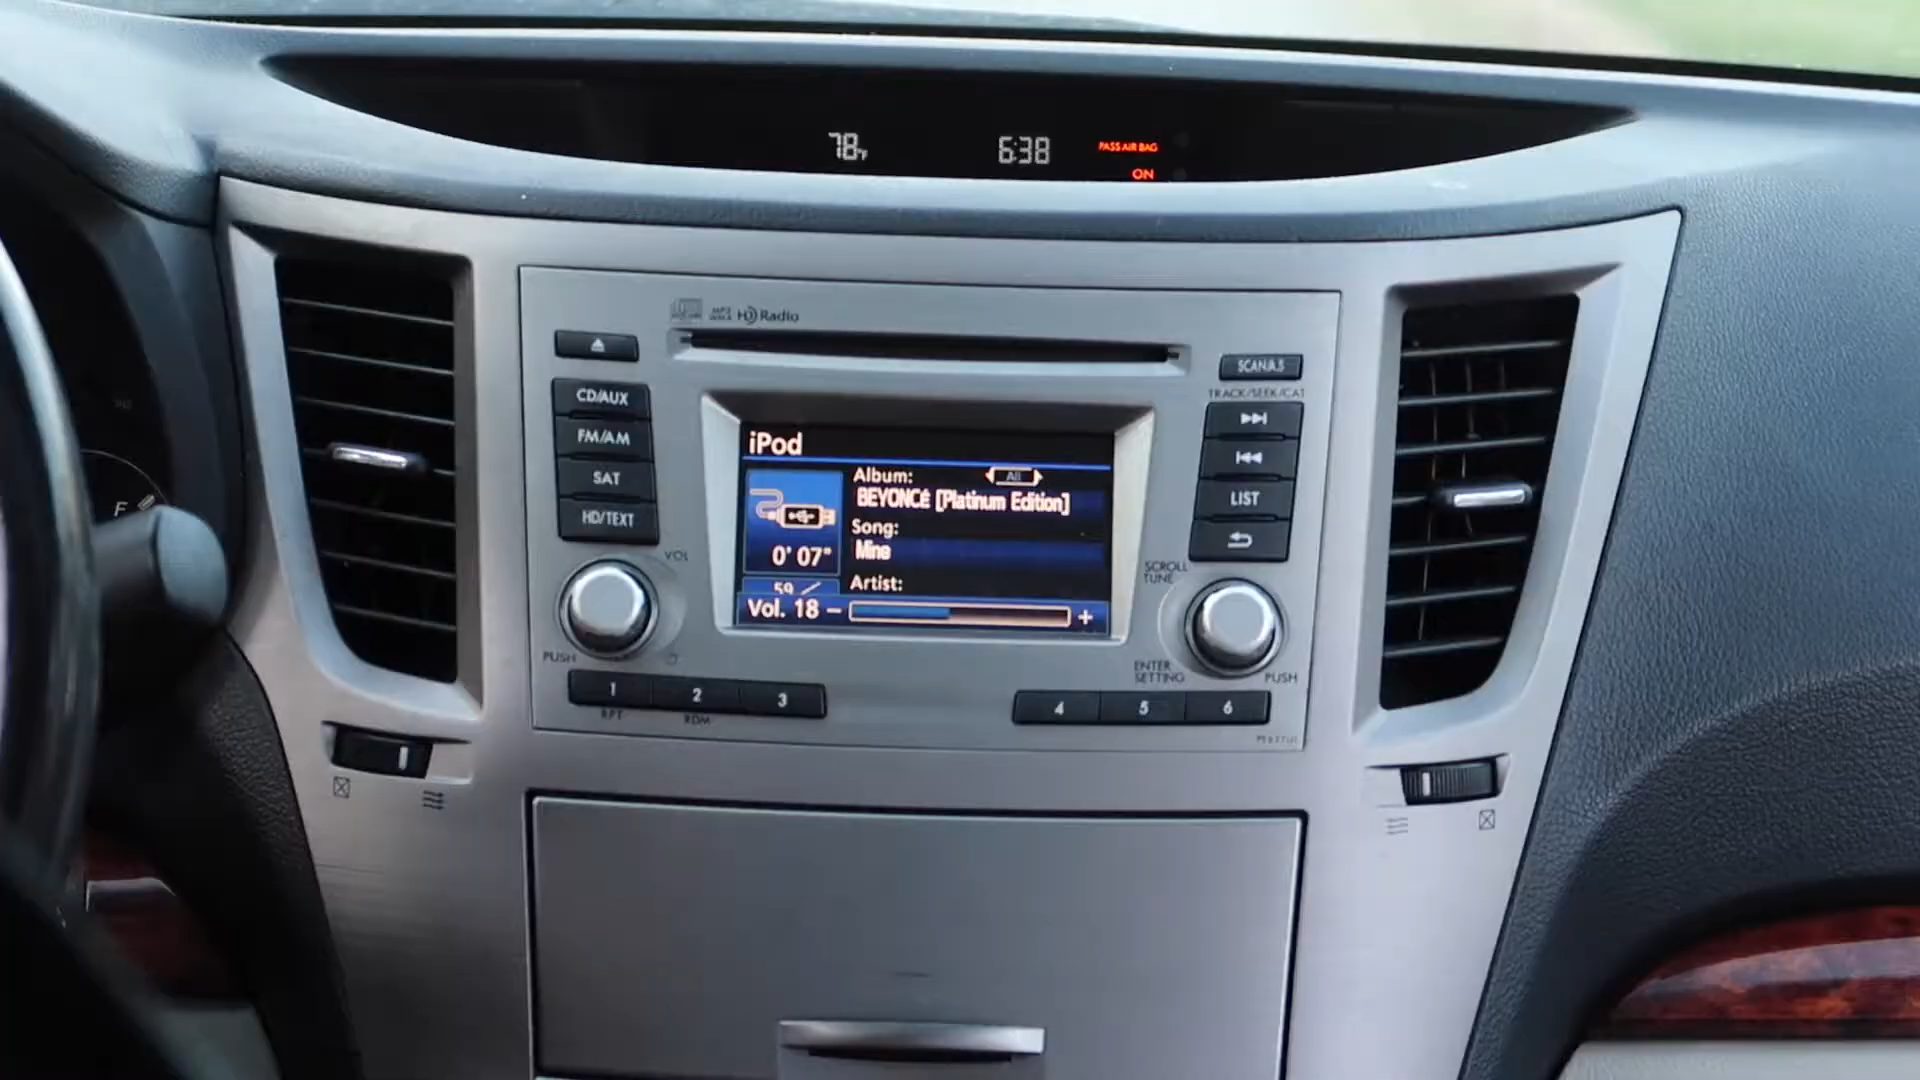 78°F
6:38
PASS AIR BAG
ON
HD Radio
SCAN/A.S
TRACK/SEEK/CAT
CD/AUX
FM/AM
SAT
HD/TEXT
LIST
VOL
SCROLL
TUNE
iPod
Album:
All
BEYONCÉ [Platinum Edition]
Song:
Mine
0' 07"
Artist:
59
Vol. 18 - +
PUSH
ENTER
SETTING
PUSH
1
2
3
4
5
6
RPT
RDM
F